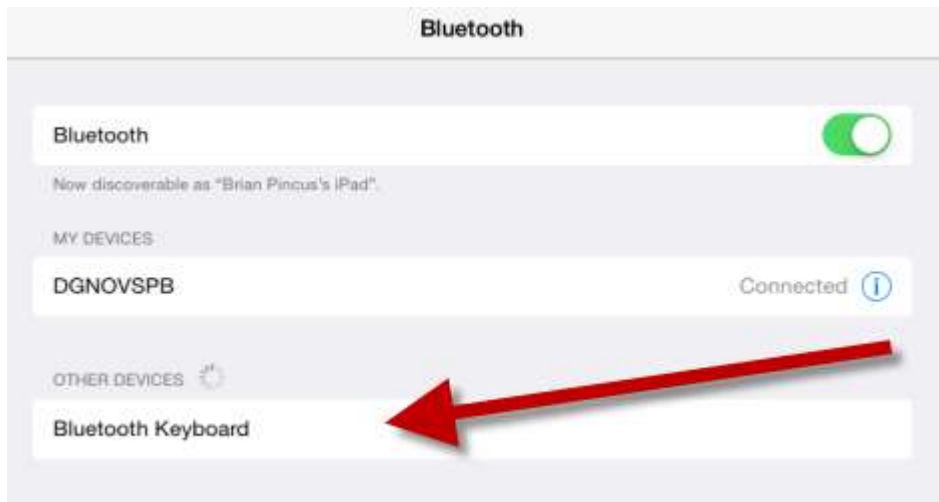 Bluetooth
Bluetooth
Now discoverable as "Brian Pincus's iPad".
MY DEVICES
DGNOVSPB Connected i
OTHER DEVICES
Bluetooth Keyboard